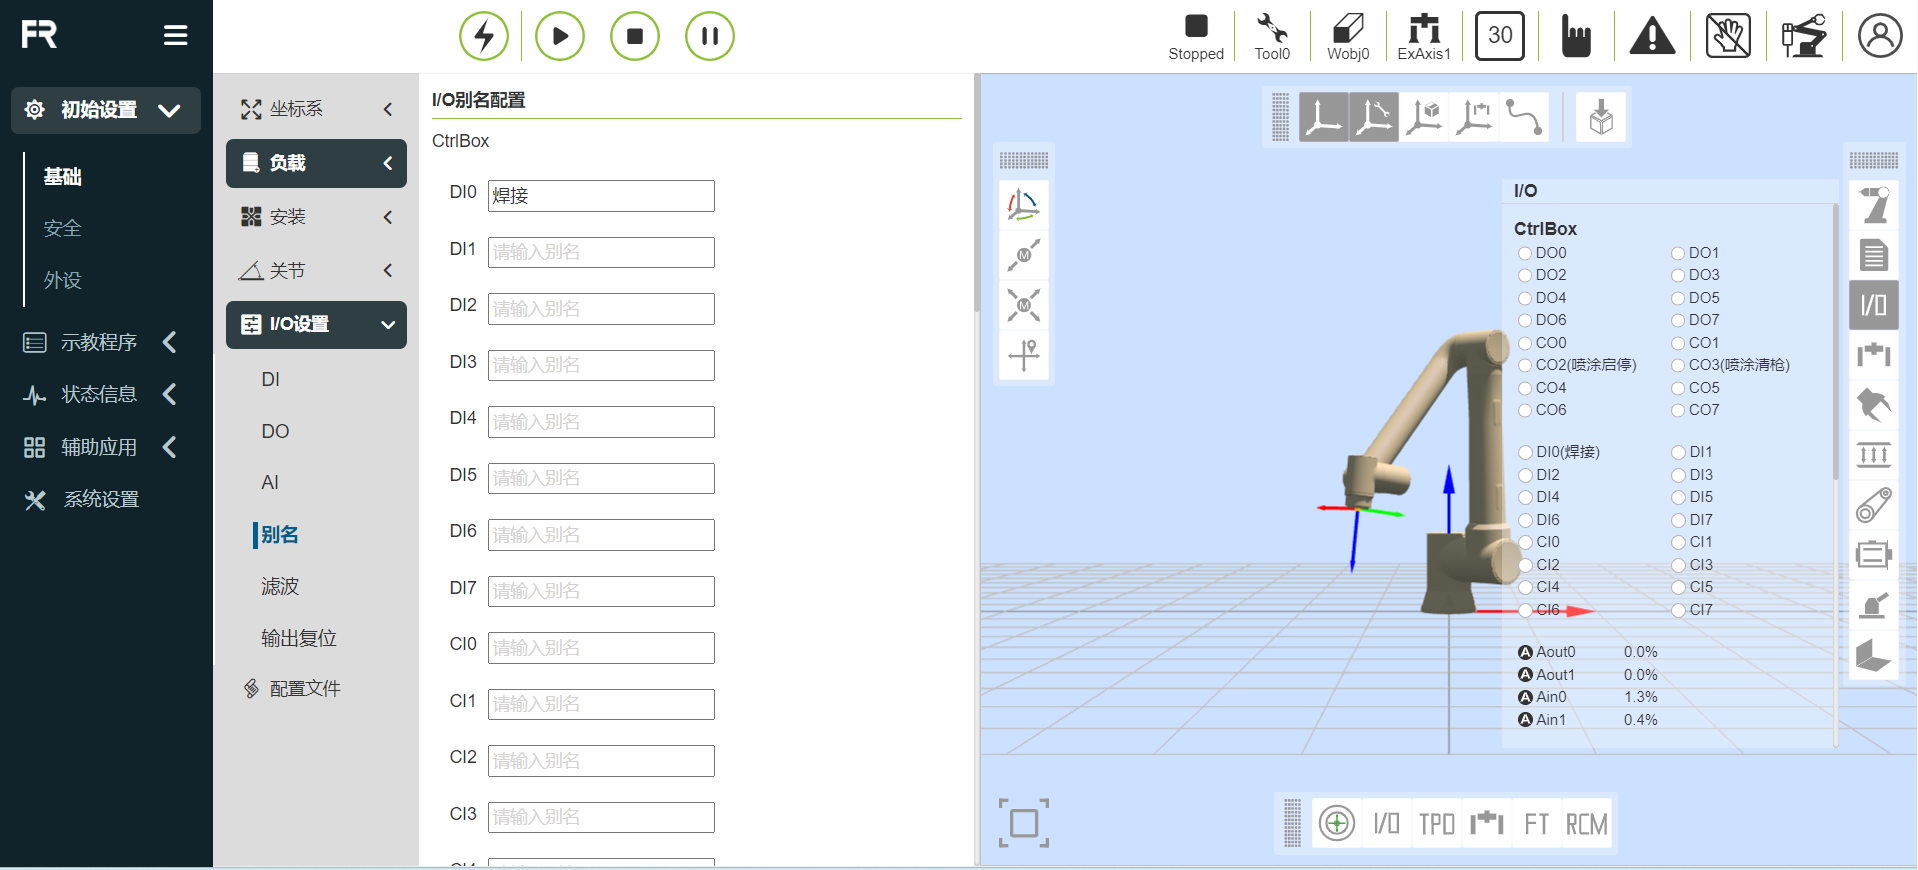 FR
初始设置
基础
安全
外设
示教程序
状态信息
辅助应用
系统设置
Stopped
Tool0
Wobj0
ExAxis1
30
坐标系
负载
安装
关节
I/O设置
DI
DO
AI
别名
滤波
输出复位
配置文件
I/O别名配置
CtrlBox
DI0 焊接
DI1 请输入别名
DI2 请输入别名
DI3 请输入别名
DI4 请输入别名
DI5 请输入别名
DI6 请输入别名
DI7 请输入别名
CI0 请输入别名
CI1 请输入别名
CI2 请输入别名
CI3 请输入别名
M
M
I/O
CtrlBox
DO0 DO1
DO2 DO3
DO4 DO5
DO6 DO7
CO0 CO1
CO2(喷涂启停) CO3(喷涂清枪)
CO4 CO5
CO6 CO7
DI0(焊接) DI1
DI2 DI3
DI4 DI5
DI6 DI7
CI0 CI1
CI2 CI3
CI4 CI5
CI6 CI7
A Aout0 0.0%
A Aout1 0.0%
A Ain0 1.3%
A Ain1 0.4%
I/O
I/O TPD FT RCM